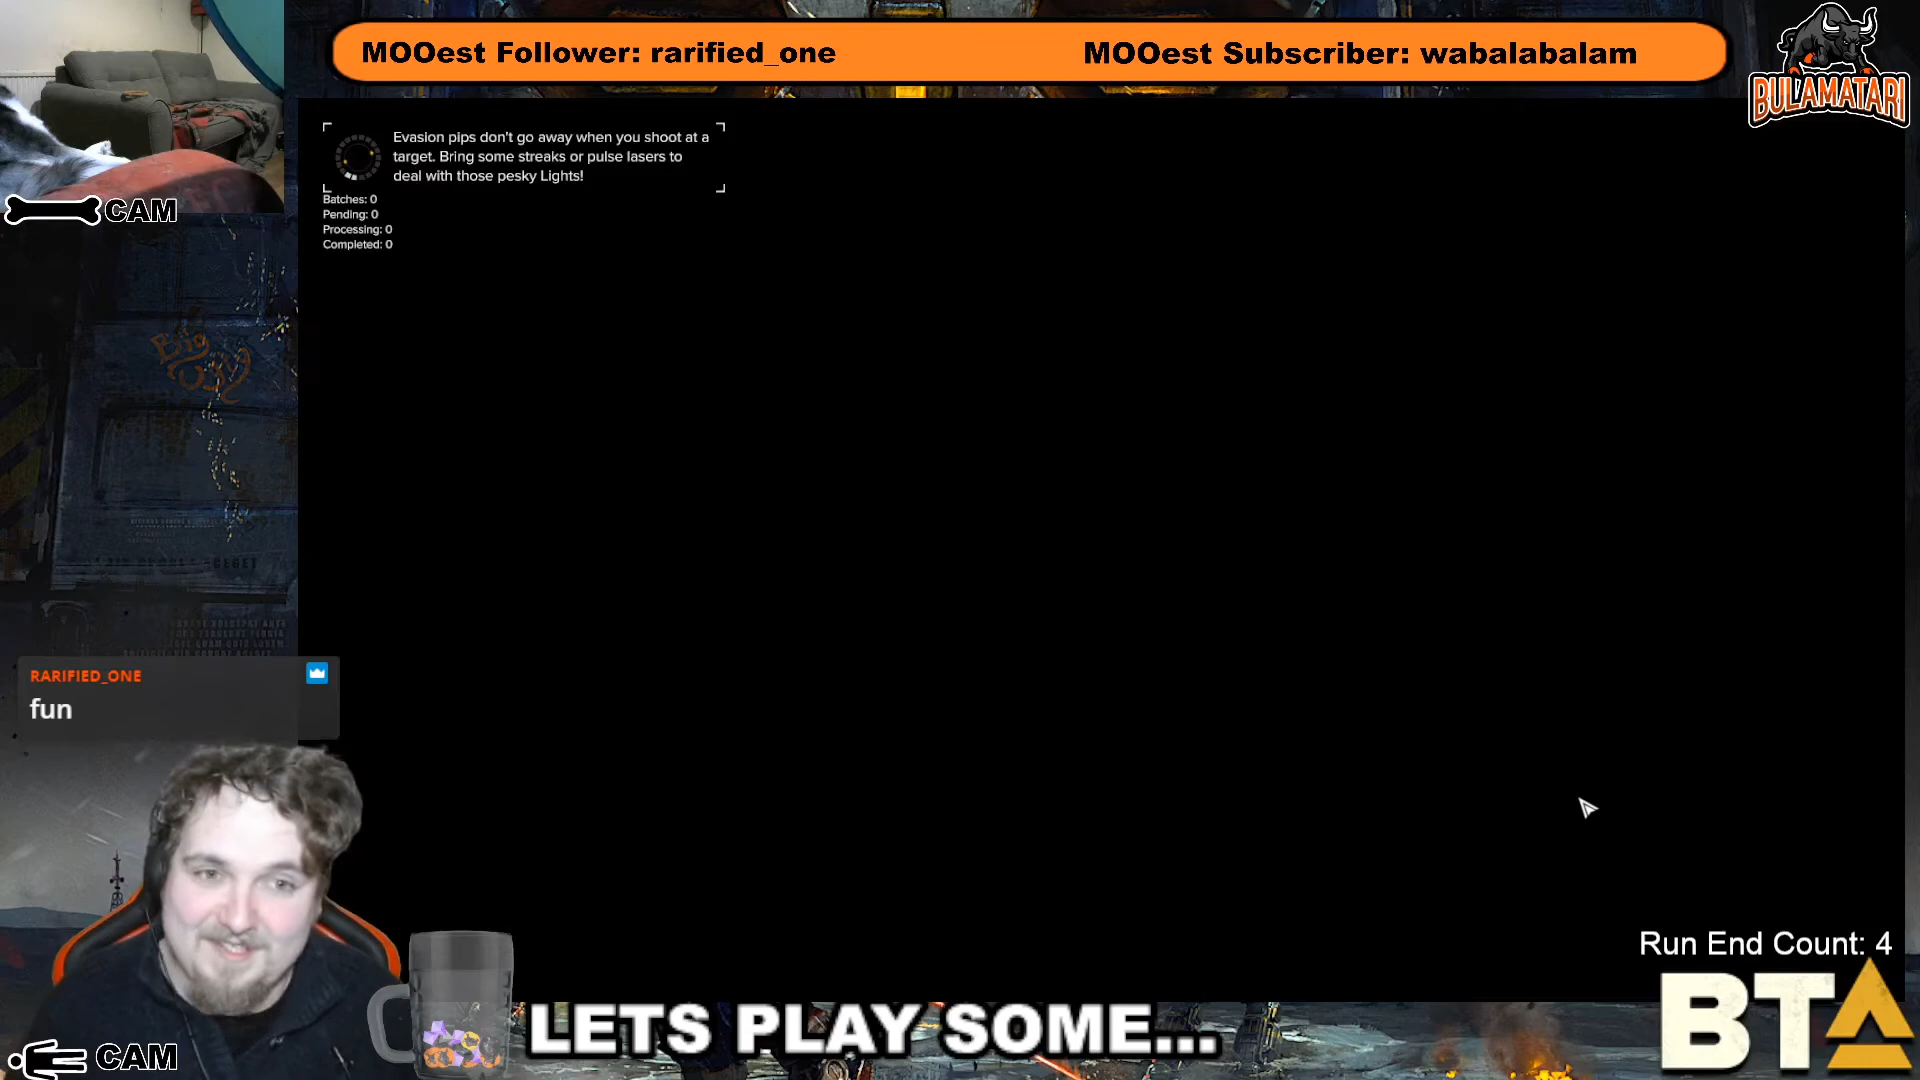 MOOest Follower: rarified_one
MOOest Subscriber: wabalabalam
BULAMATARI
Evasion pips don't go away when you shoot at a
target. Bring some streaks or pulse lasers to
deal with those pesky Lights!
Batches: 0
Pending: 0
Processing: 0
Completed: 0
CAM
RARIFIED_ONE
fun
Run End Count: 4
LETS PLAY SOME...
BTA
CAM